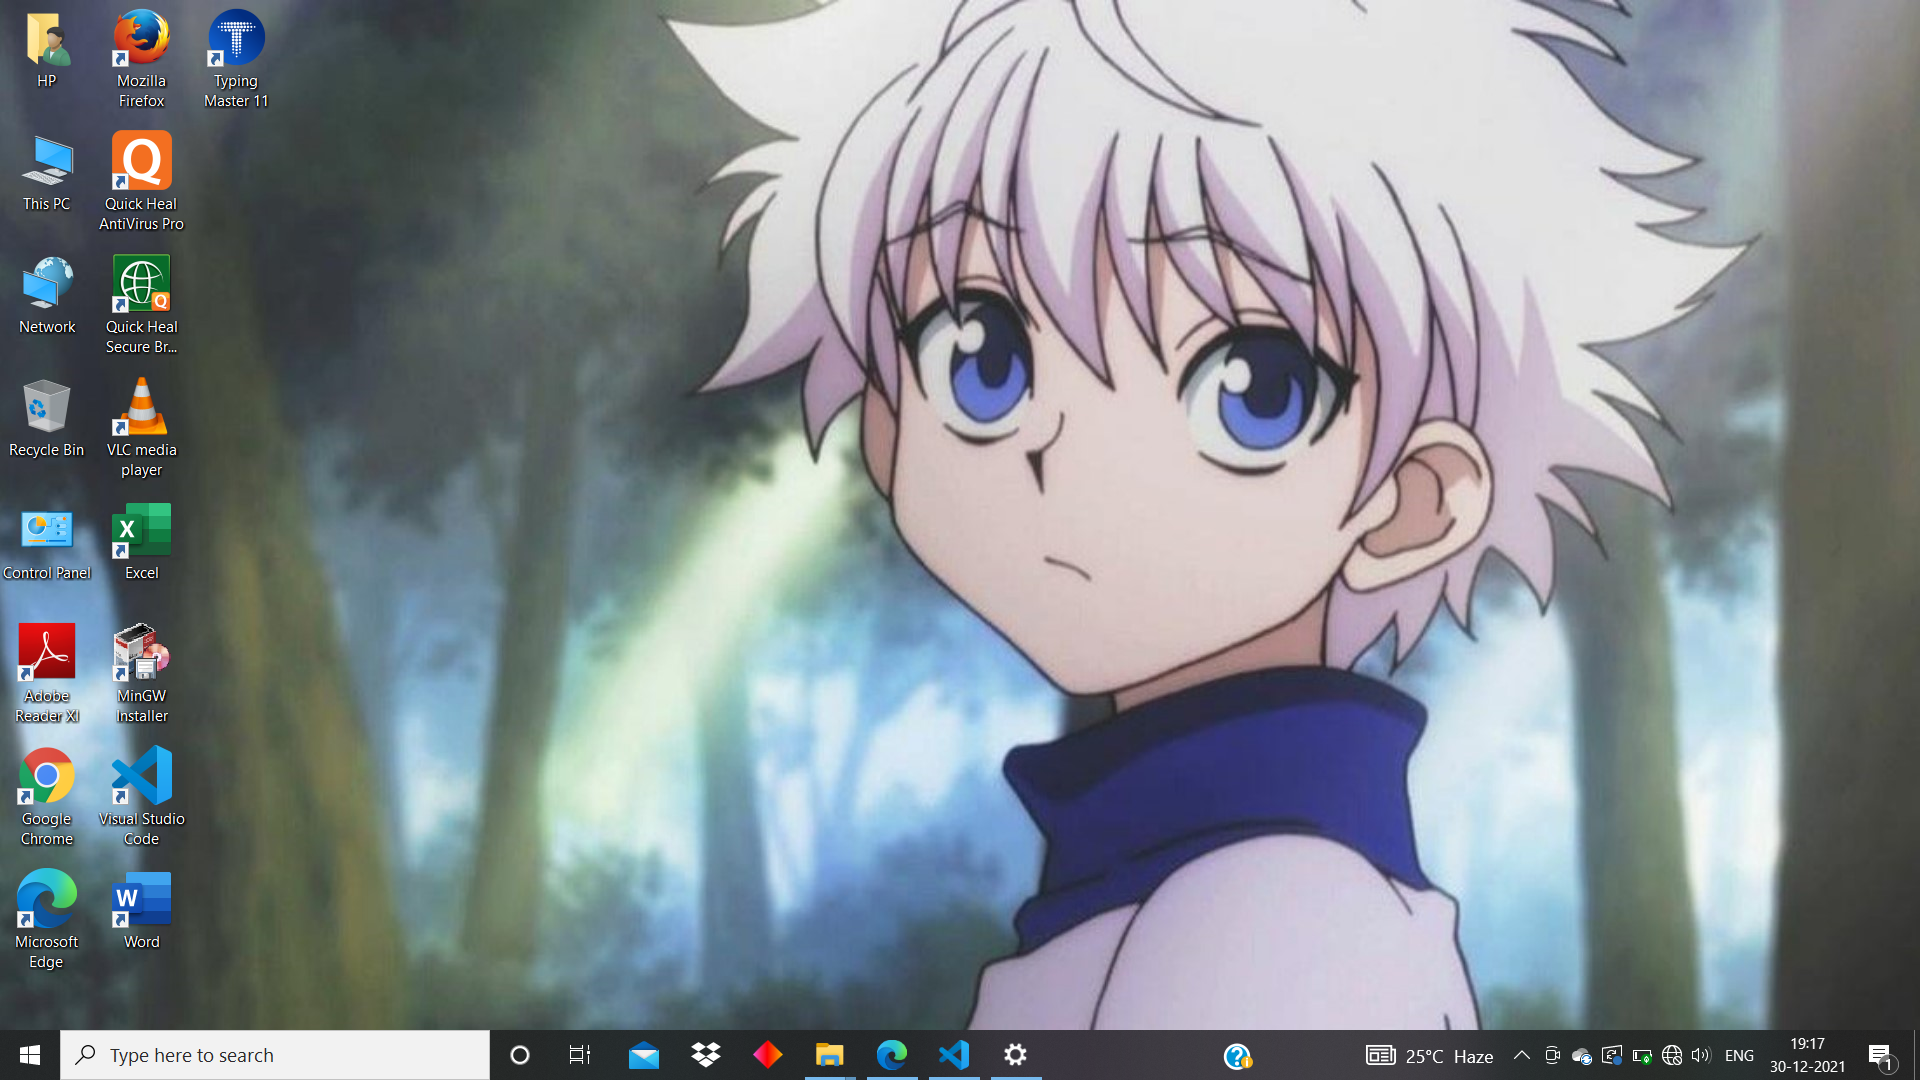 HP
Mozilla
Firefox
Typing
Master 11
This PC
Quick Heal
AntiVirus Pro
Network
Quick Heal
Secure Br...
Recycle Bin
VLC media
player
Control Panel
Excel
Adobe
Reader XI
MinGW
Installer
Google
Chrome
Visual Studio
Code
Microsoft
Edge
Word
Type here to search
25°C Haze
ENG
19:17
30-12-2021
1